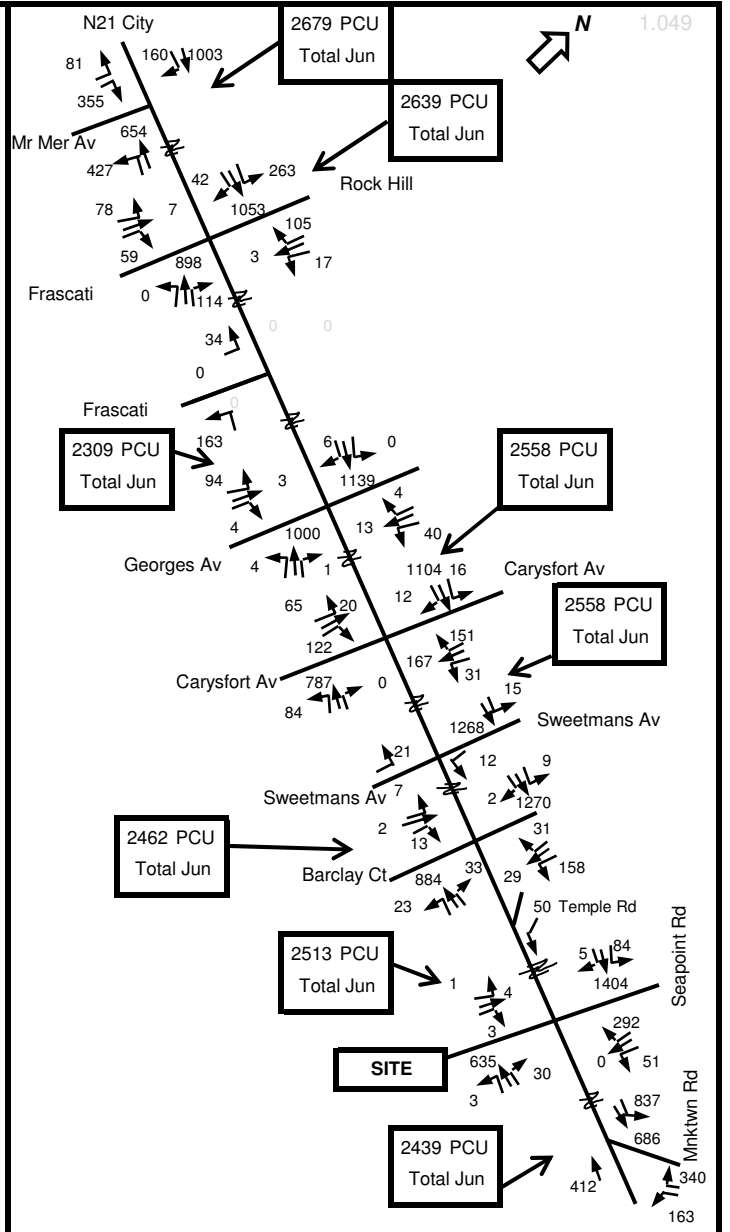 N21 City
2679 PCU
Total Jun
N
1.049
160
1003
81
355
2639 PCU
Total Jun
Mr Mer Av
654
427
42
263
Rock Hill
78
7
1053
105
59
898
3
17
Frascati
0
114
0
0
34
0
Frascati
0
163
2309 PCU
Total Jun
6
0
2558 PCU
Total Jun
94
3
1139
4
4
1000
13
40
Georges Av
4
1
1104
16
Carysfort Av
12
65
20
2558 PCU
Total Jun
122
151
167
31
Carysfort Av
787
0
84
15
1268
Sweetmans Av
21
12
9
Sweetmans Av
7
2
1270
2
13
31
2462 PCU
Total Jun
Barclay Ct
884
33
29
158
23
50
Temple Rd
2513 PCU
Total Jun
5
84
1404
Seapoint Rd
1
4
3
292
SITE
635
30
0
51
3
837
Mnktwn Rd
686
2439 PCU
Total Jun
412
340
163